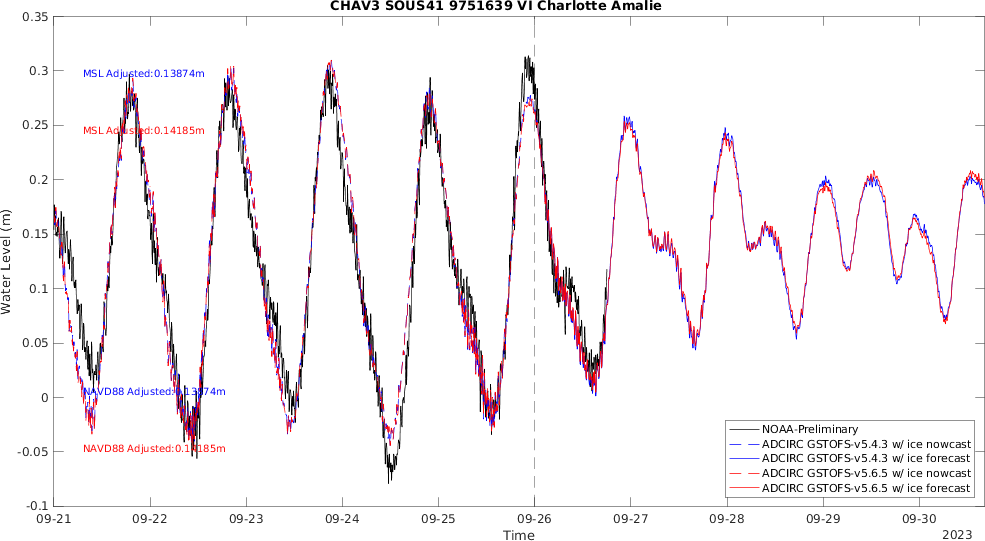 CHAV3 SOUS41 9751639 VI Charlotte Amalie
0.35
0.3
0.25
0.2
0.15
0.1
0.05
0
-0.05
-0.1
Water Level (m)
MSL Adjusted:0.13874m
MSL Adjusted:0.14185m
NAVD88 Adjusted:0.13874m
NAVD88 Adjusted:0.14185m
NOAA-Preliminary
ADCIRC GSTOFS-v5.4.3 w/ ice nowcast
ADCIRC GSTOFS-v5.4.3 w/ ice forecast
ADCIRC GSTOFS-v5.6.5 w/ ice nowcast
ADCIRC GSTOFS-v5.6.5 w/ ice forecast
09-21 09-22 09-23 09-24 09-25 09-26 09-27 09-28 09-29 09-30
Time
2023